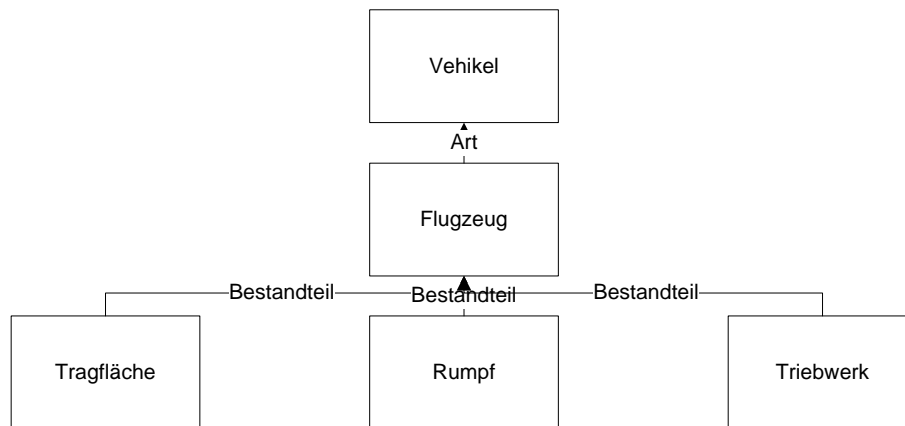 Vehikel
Art
Flugzeug
Bestandteil
Bestandteil
Bestandteil
Tragfläche
Rumpf
Triebwerk